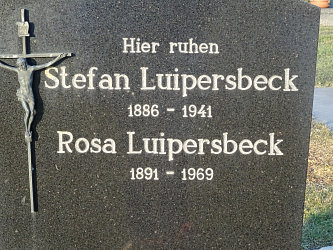 Hier ruhen
Stefan Luipersbeck
1886 - 1941
Rosa Luipersbeck
1891 - 1969